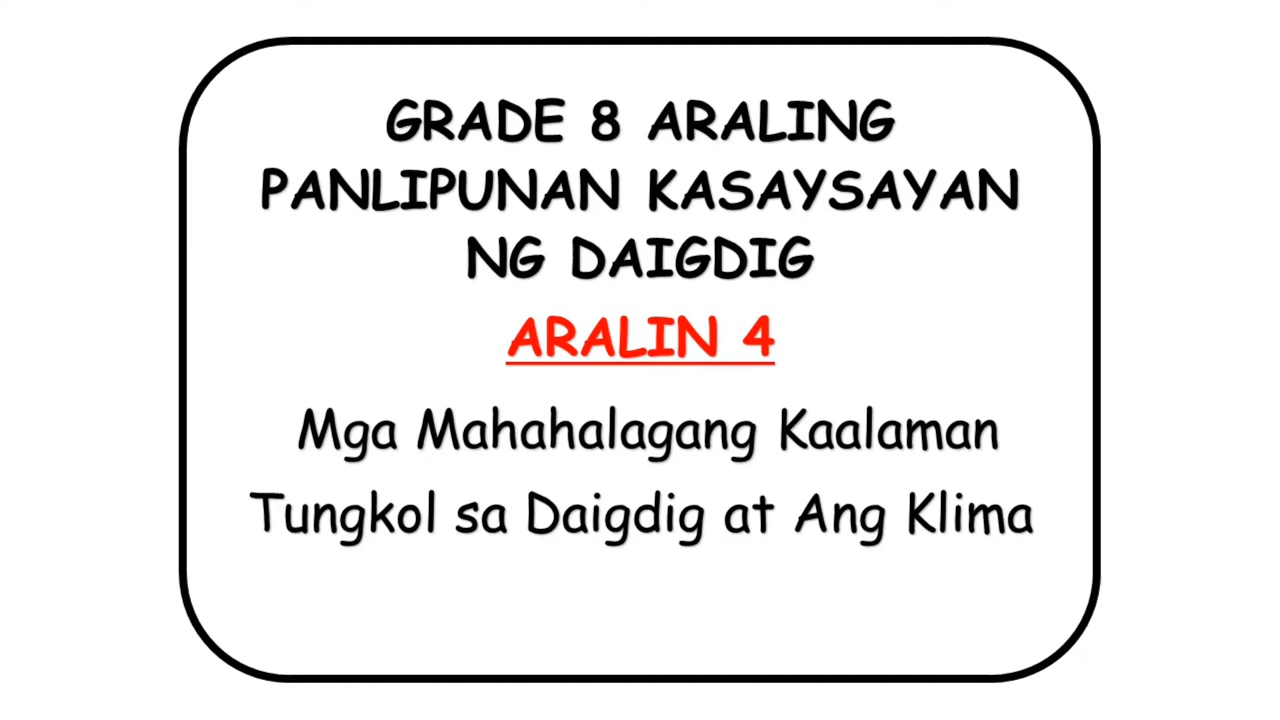 GRADE 8 ARALING
PANLIPUNAN KASAYSAYAN
NG DAIGDIG
ARALIN 4
Mga Mahahalagang Kaalaman
Tungkol sa Daigdig at Ang Klima